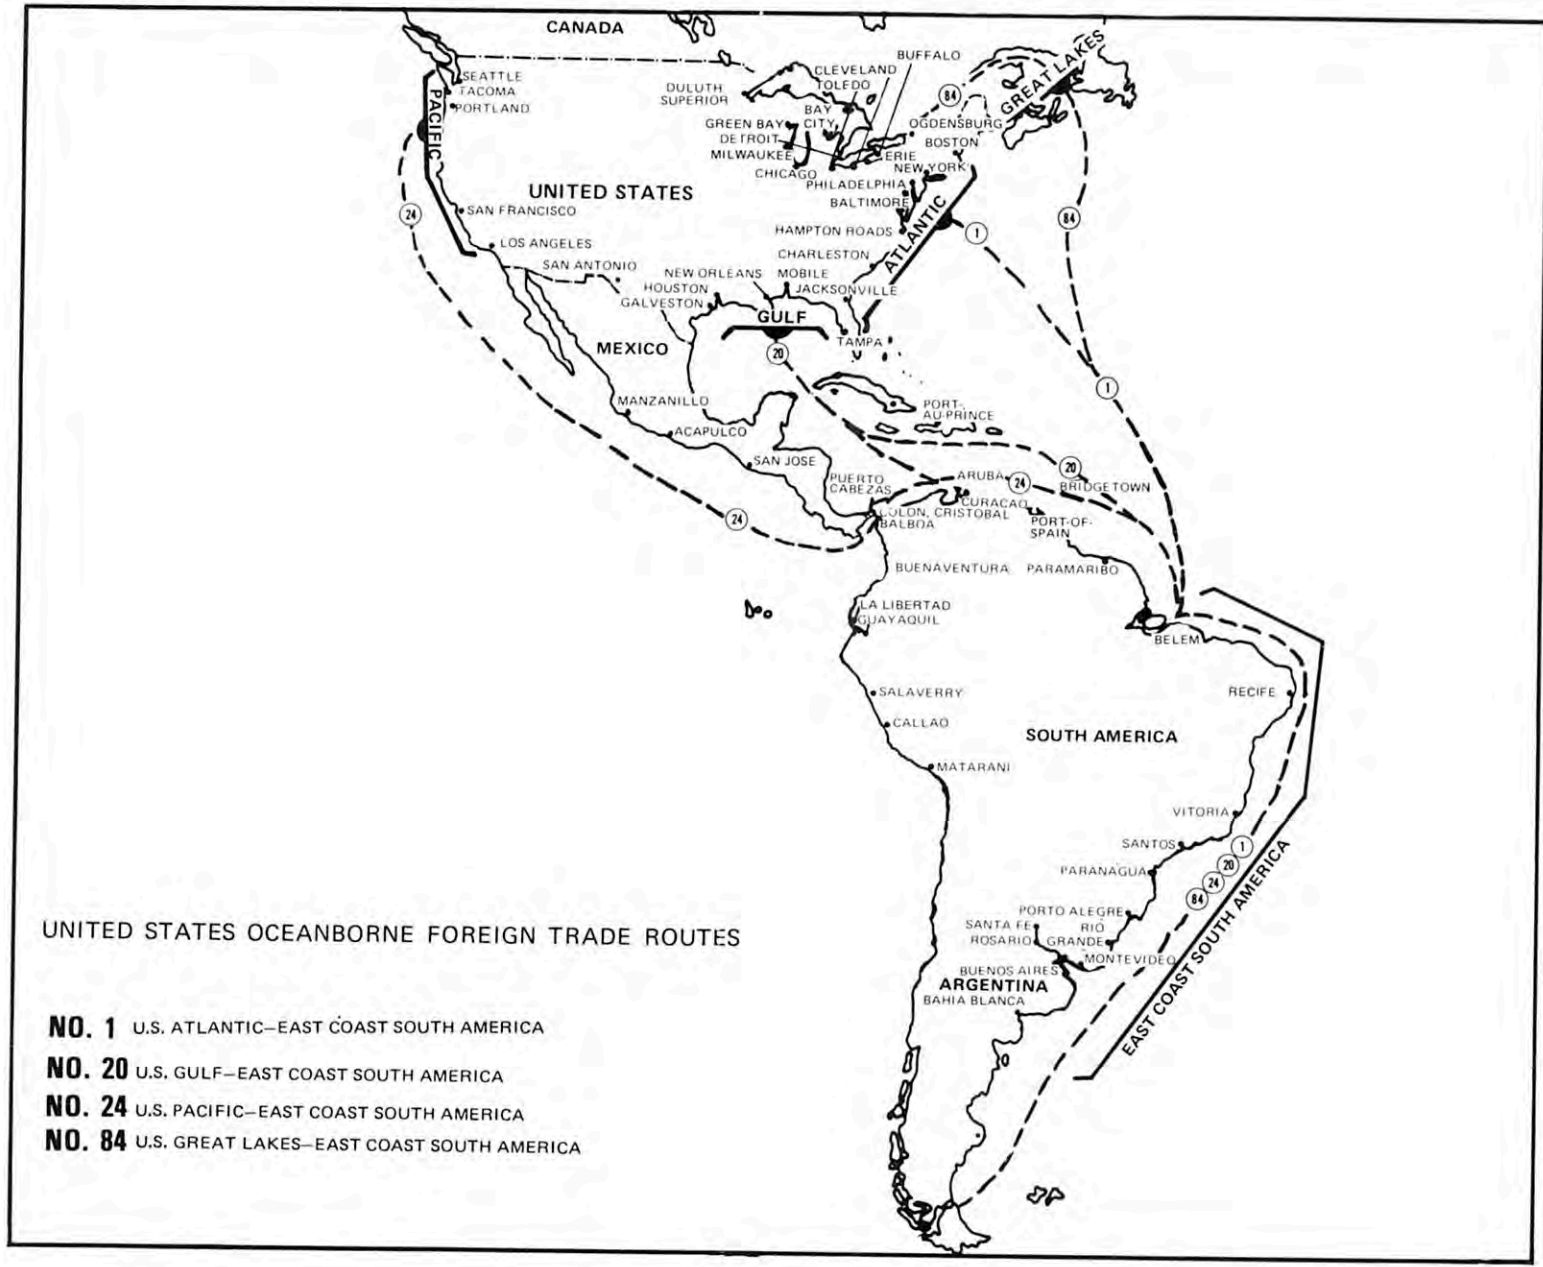 CANADA
BUFFALO
GREAT LAKES
SEATTLE
TACOMA
PORTLAND
PACIFIC
DULUTH
SUPERIOR
CLEVELAND
TOLEDO
84
BAY
CITY
GREEN BAY
DETROIT
MILWAUKEE
CHICAGO
OGDENSBURG
BOSTON
ERIE
NEW YORK
PHILADELPHIA
BALTIMORE
HAMPTON ROADS
ATLANTIC
UNITED STATES
24
SAN FRANCISCO
LOS ANGELES
84
1
CHARLESTON
SAN ANTONIO
NEW ORLEANS
MOBILE
HOUSTON
JACKSONVILLE
GALVESTON
GULF
TAMPA
20
MEXICO
1
MANZANILLO
PORT-
AU-PRINCE
ACAPULCO
SAN JOSE
20
PUERTO
CABEZAS
ARUBA
24
BRIDGETOWN
CURACAO
COLON, CRISTOBAL
BALBOA
PORT-OF-
SPAIN
24
BUENAVENTURA
PARAMARIBO
LA LIBERTAD
GUAYAQUIL
BELEM
SALAVERRY
RECIFE
CALLAO
SOUTH AMERICA
MATARANI
VITORIA
SANTOS
1
20
24
84
PARANAGUA
EAST COAST SOUTH AMERICA
PORTO ALEGRE
SANTA FE
RIO
ROSARIO
GRANDE
MONTEVIDEO
BUENOS AIRES
ARGENTINA
BAHIA BLANCA
UNITED STATES OCEANBORNE FOREIGN TRADE ROUTES
NO. 1 U.S. ATLANTIC–EAST COAST SOUTH AMERICA
NO. 20 U.S. GULF–EAST COAST SOUTH AMERICA
NO. 24 U.S. PACIFIC–EAST COAST SOUTH AMERICA
NO. 84 U.S. GREAT LAKES–EAST COAST SOUTH AMERICA